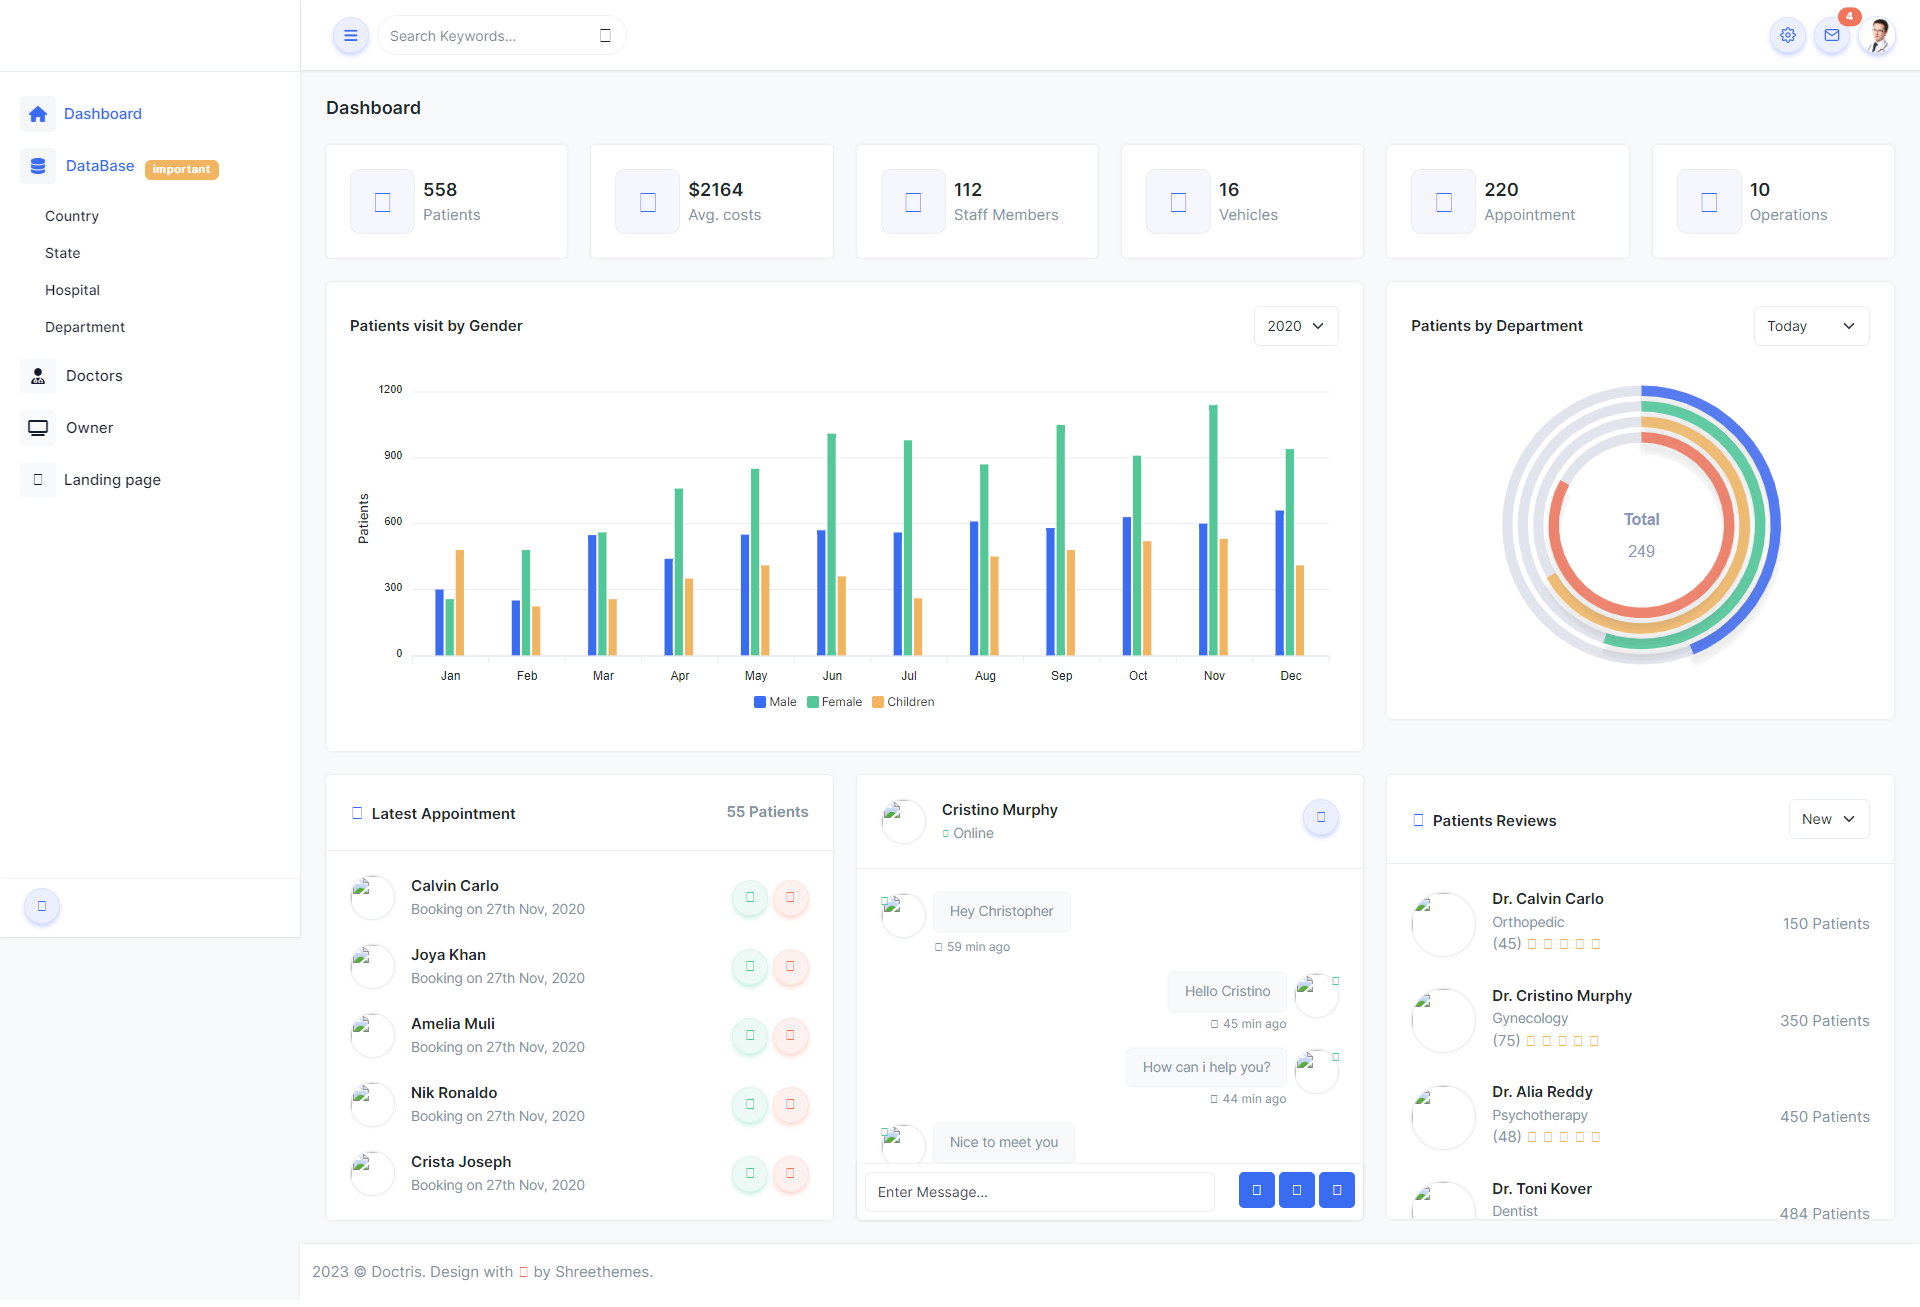 Search Keywords...
4
Dashboard
DataBase important
Country
State
Hospital
Department
Doctors
Owner
Landing page
Dashboard
558
Patients
$2164
Avg. costs
112
Staff Members
16
Vehicles
220
Appointment
10
Operations
Patients visit by Gender
2020
1200
900
600
300
0
Patients
Jan Feb Mar Apr May Jun Jul Aug Sep Oct Nov Dec
Male Female Children
Patients by Department
Today
Total
249
Latest Appointment
55 Patients
Calvin Carlo
Booking on 27th Nov, 2020
Joya Khan
Booking on 27th Nov, 2020
Amelia Muli
Booking on 27th Nov, 2020
Nik Ronaldo
Booking on 27th Nov, 2020
Crista Joseph
Booking on 27th Nov, 2020
Cristino Murphy
Online
Hey Christopher
59 min ago
Hello Cristino
45 min ago
How can i help you?
44 min ago
Nice to meet you
Enter Message...
Patients Reviews
New
Dr. Calvin Carlo
Orthopedic
(45)
150 Patients
Dr. Cristino Murphy
Gynecology
(75)
350 Patients
Dr. Alia Reddy
Psychotherapy
(48)
450 Patients
Dr. Toni Kover
Dentist
484 Patients
2023 © Doctris. Design with by Shreethemes.